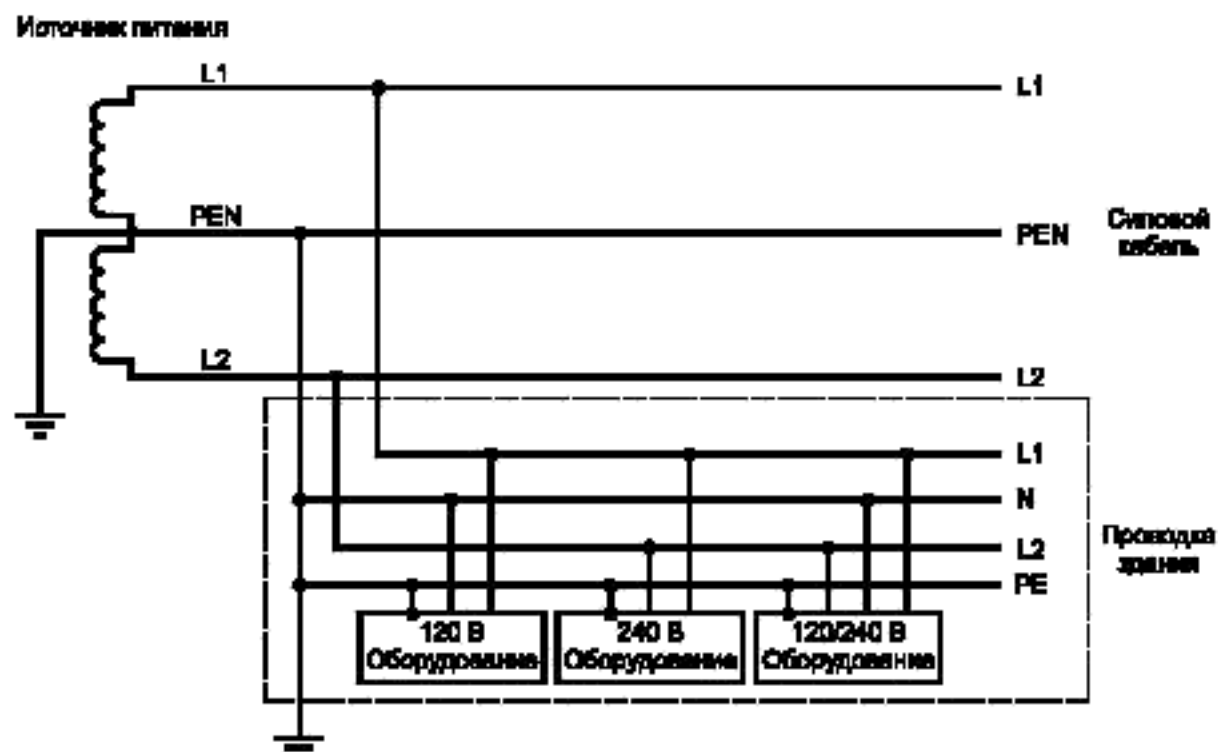 Источник питания
L1
L1
PEN
PEN
Силовой
кабель
L2
L2
L1
N
L2
PE
Проводка
здания
120 В
Оборудование
240 В
Оборудование
120/240 В
Оборудование